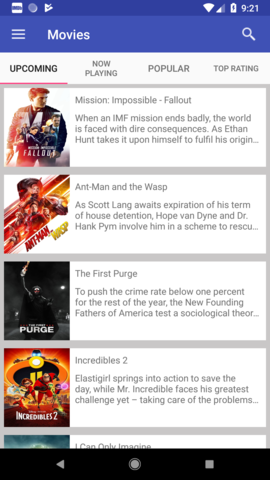 9:21
Movies
UPCOMING
NOW
PLAYING
POPULAR
TOP RATING
Mission: Impossible - Fallout
When an IMF mission ends badly, the world
is faced with dire consequences. As Ethan
Hunt takes it upon himself to fulfil his origin...
FALLOUT
Ant-Man and the Wasp
As Scott Lang awaits expiration of his term
of house detention, Hope van Dyne and Dr.
Hank Pym involve him in a scheme to rescu...
ANT-MAN
WASP
The First Purge
To push the crime rate below one percent
for the rest of the year, the New Founding
Fathers of America test a sociological theor...
PURGE
Incredibles 2
Elastigirl springs into action to save the
day, while Mr. Incredible faces his greatest
challenge yet – taking care of the problems...
INCREDIBLES 2
I Can Only Imagine